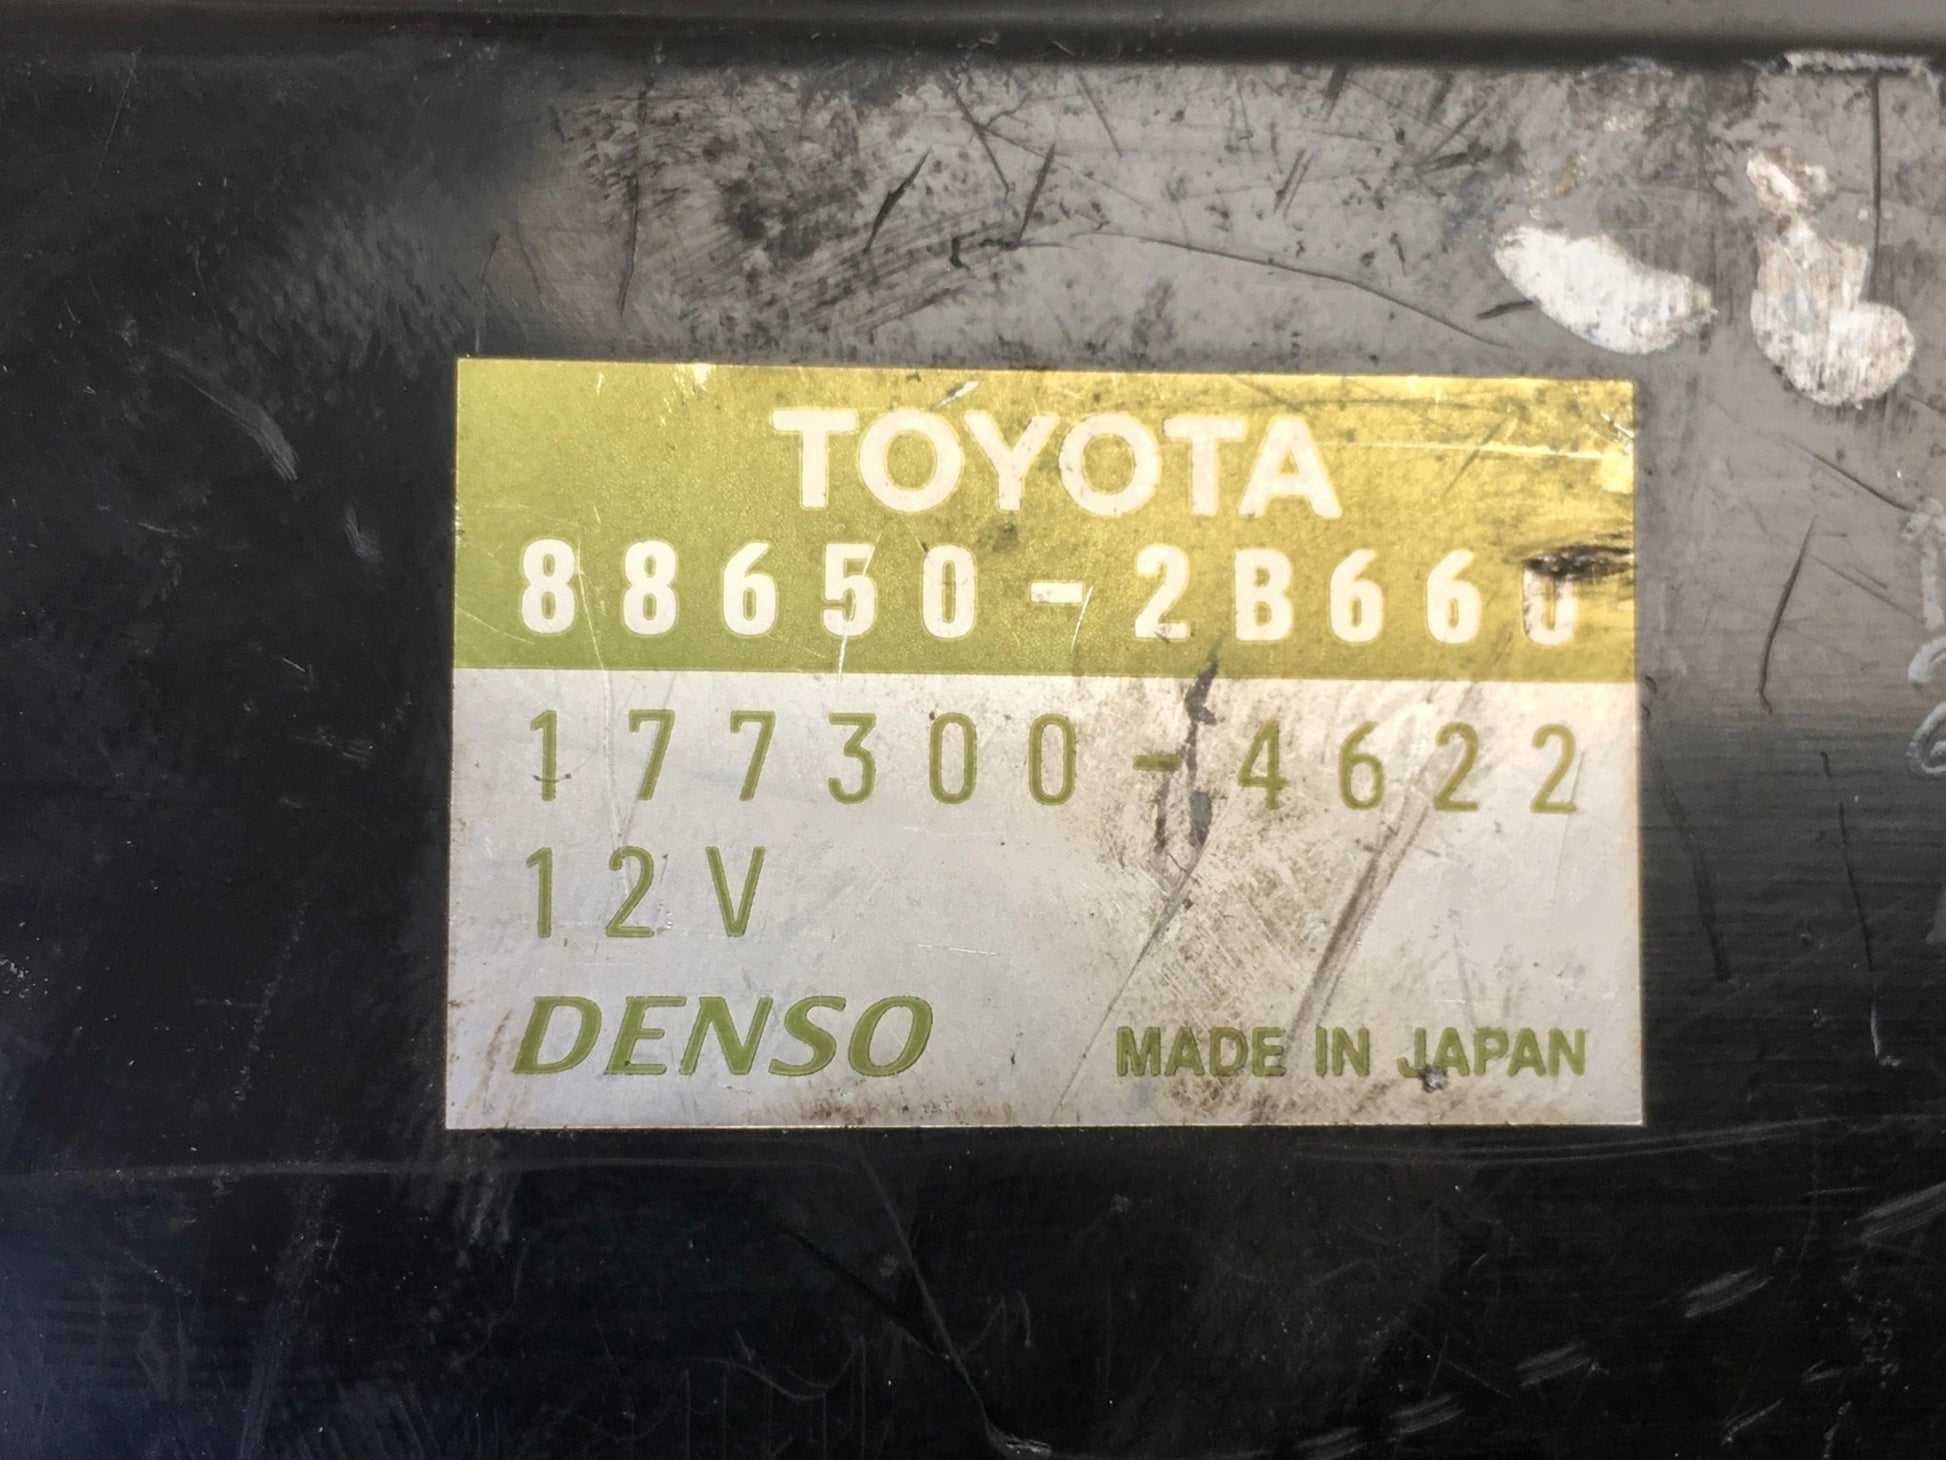 TOYOTA
88650-2B660
177300-4622
12V
DENSO
MADE IN JAPAN